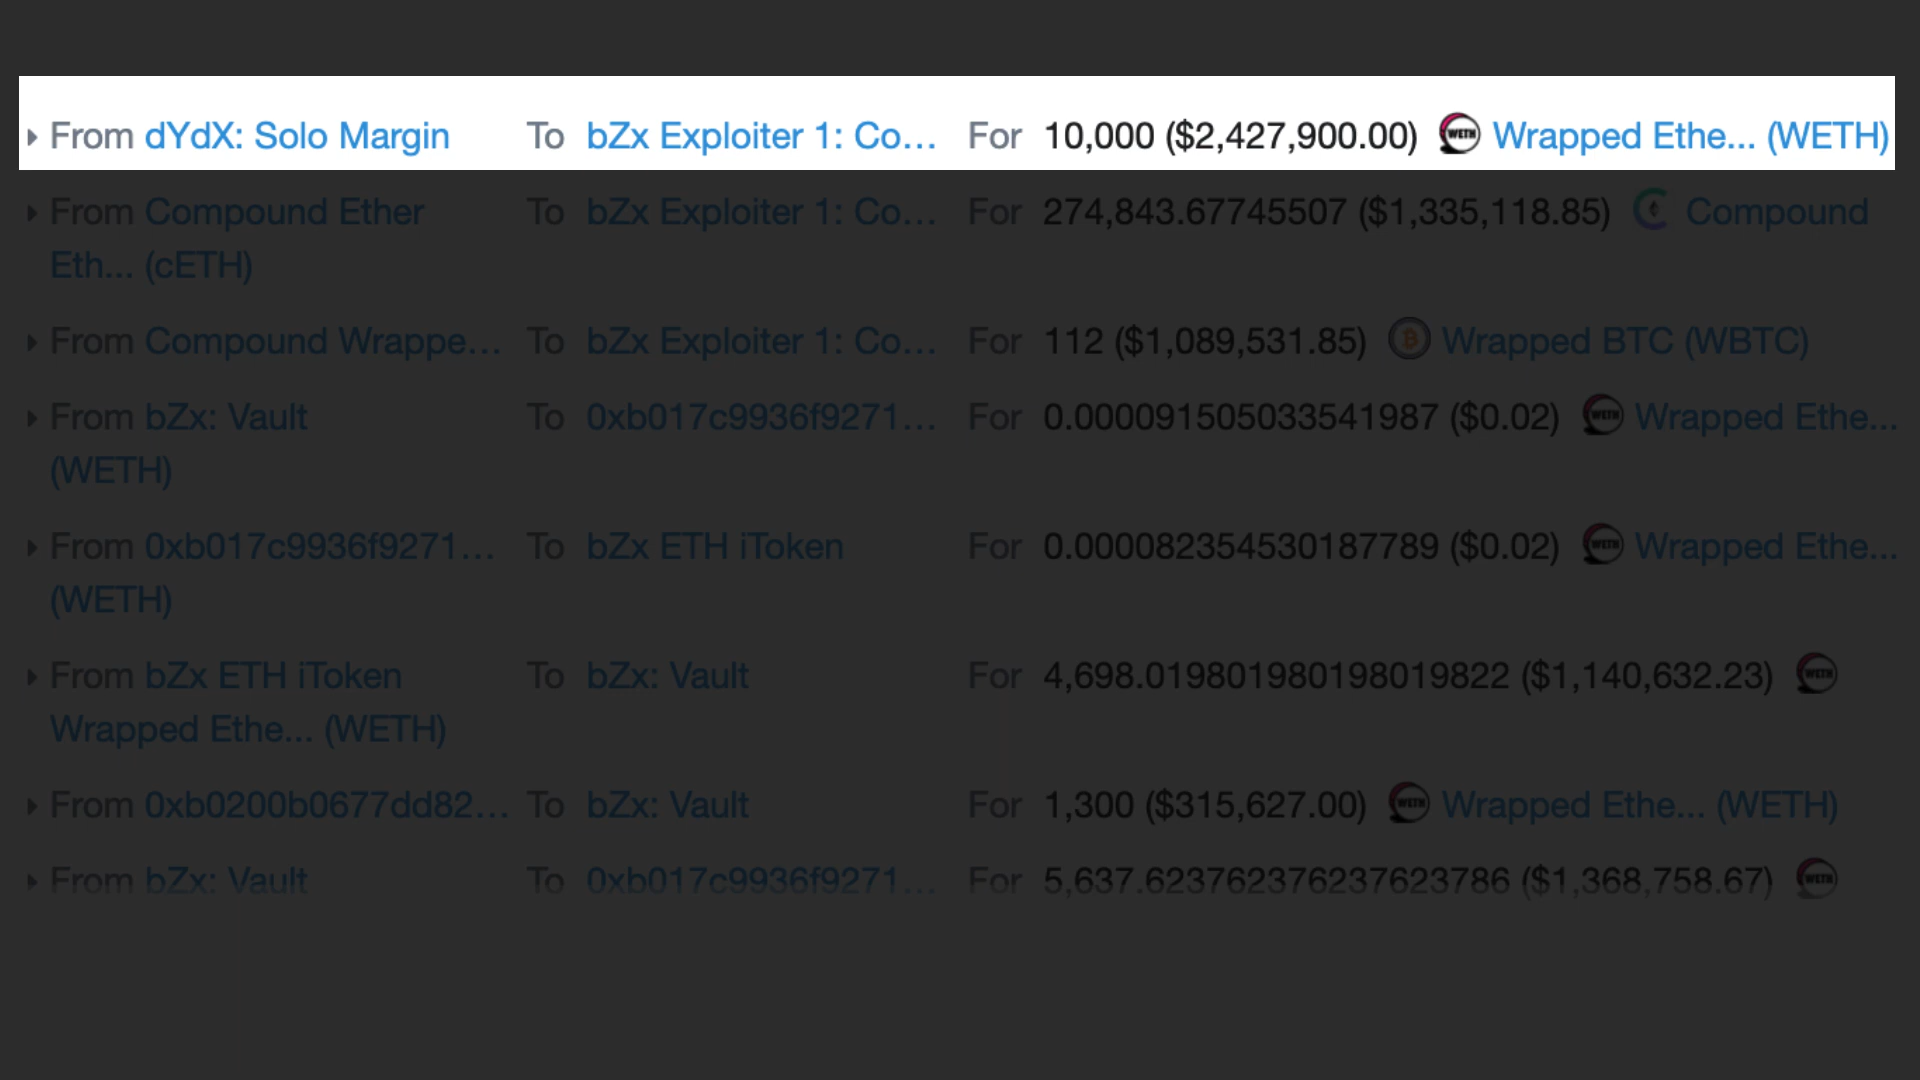 From dYdX: Solo Margin To bZx Exploiter 1: Co... For 10,000 ($2,427,900.00) WETH Wrapped Ethe... (WETH)
From Compound Ether To bZx Exploiter 1: Co... For 274,843.67745507 ($1,335,118.85) Compound
Eth... (cETH)
From Compound Wrappe... To bZx Exploiter 1: Co... For 112 ($1,089,531.85) Wrapped BTC (WBTC)
From bZx: Vault To 0xb017c9936f9271... For 0.000091505033541987 ($0.02) WETH Wrapped Ethe...
(WETH)
From 0xb017c9936f9271... To bZx ETH iToken For 0.000082354530187789 ($0.02) WETH Wrapped Ethe...
(WETH)
From bZx ETH iToken To bZx: Vault For 4,698.019801980198019822 ($1,140,632.23) WETH
Wrapped Ethe... (WETH)
From 0xb0200b0677dd82... To bZx: Vault For 1,300 ($315,627.00) WETH Wrapped Ethe... (WETH)
From bZx: Vault To 0xb017c9936f9271... For 5,637.623762376237623786 ($1,368,758.67) WETH